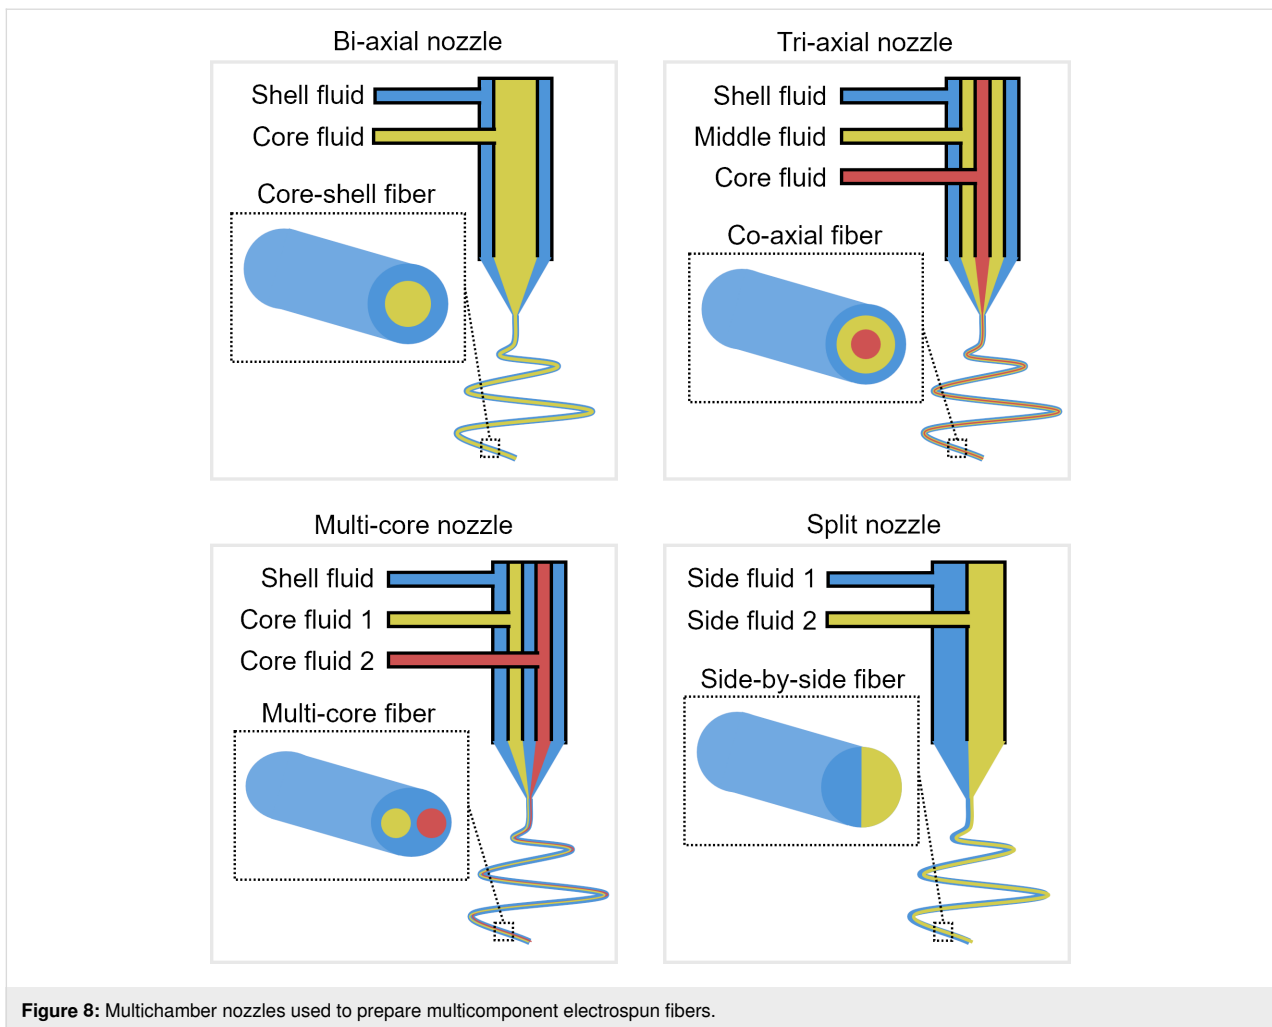 Bi-axial nozzle
Shell fluid
Core fluid
Core-shell fiber
Tri-axial nozzle
Shell fluid
Middle fluid
Core fluid
Co-axial fiber
Multi-core nozzle
Shell fluid
Core fluid 1
Core fluid 2
Multi-core fiber
Split nozzle
Side fluid 1
Side fluid 2
Side-by-side fiber
Figure 8: Multichamber nozzles used to prepare multicomponent electrospun fibers.